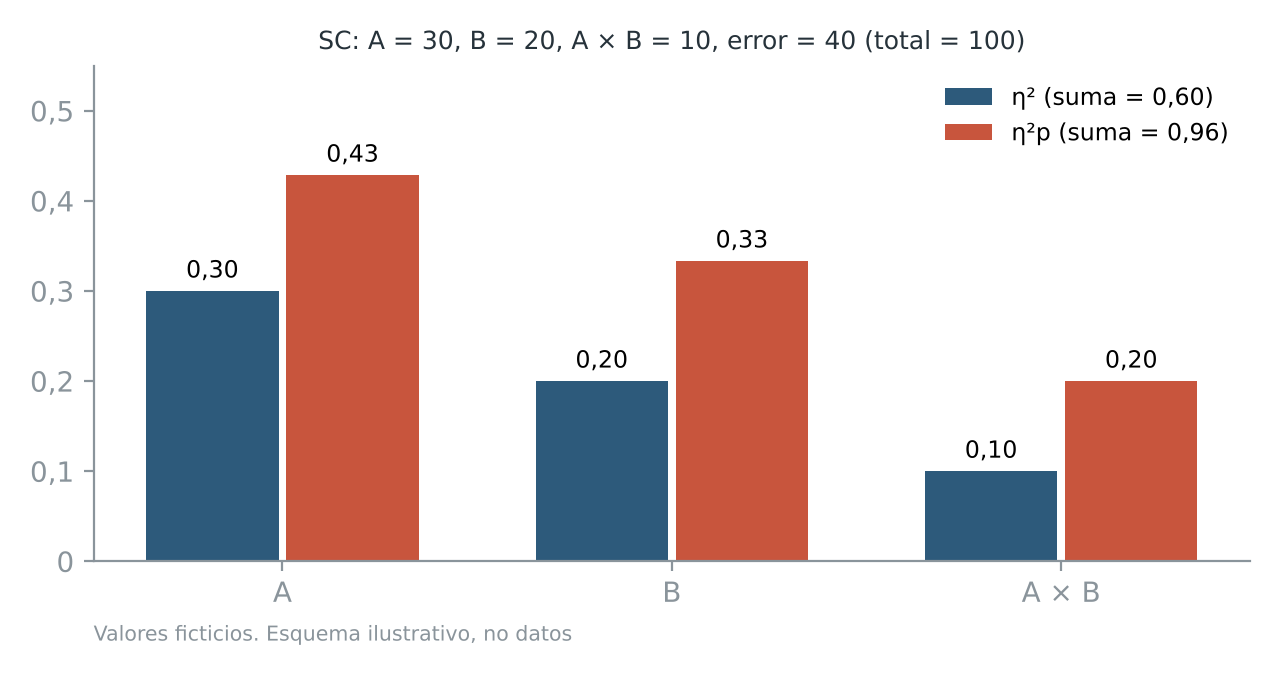 SC: A = 30, B = 20, A × B = 10, error = 40 (total = 100)
η² (suma = 0,60)
η²p (suma = 0,96)
0,5
0,4
0,3
0,2
0,1
0
0,30
0,43
0,20
0,33
0,10
0,20
A
B
A × B
Valores ficticios. Esquema ilustrativo, no datos